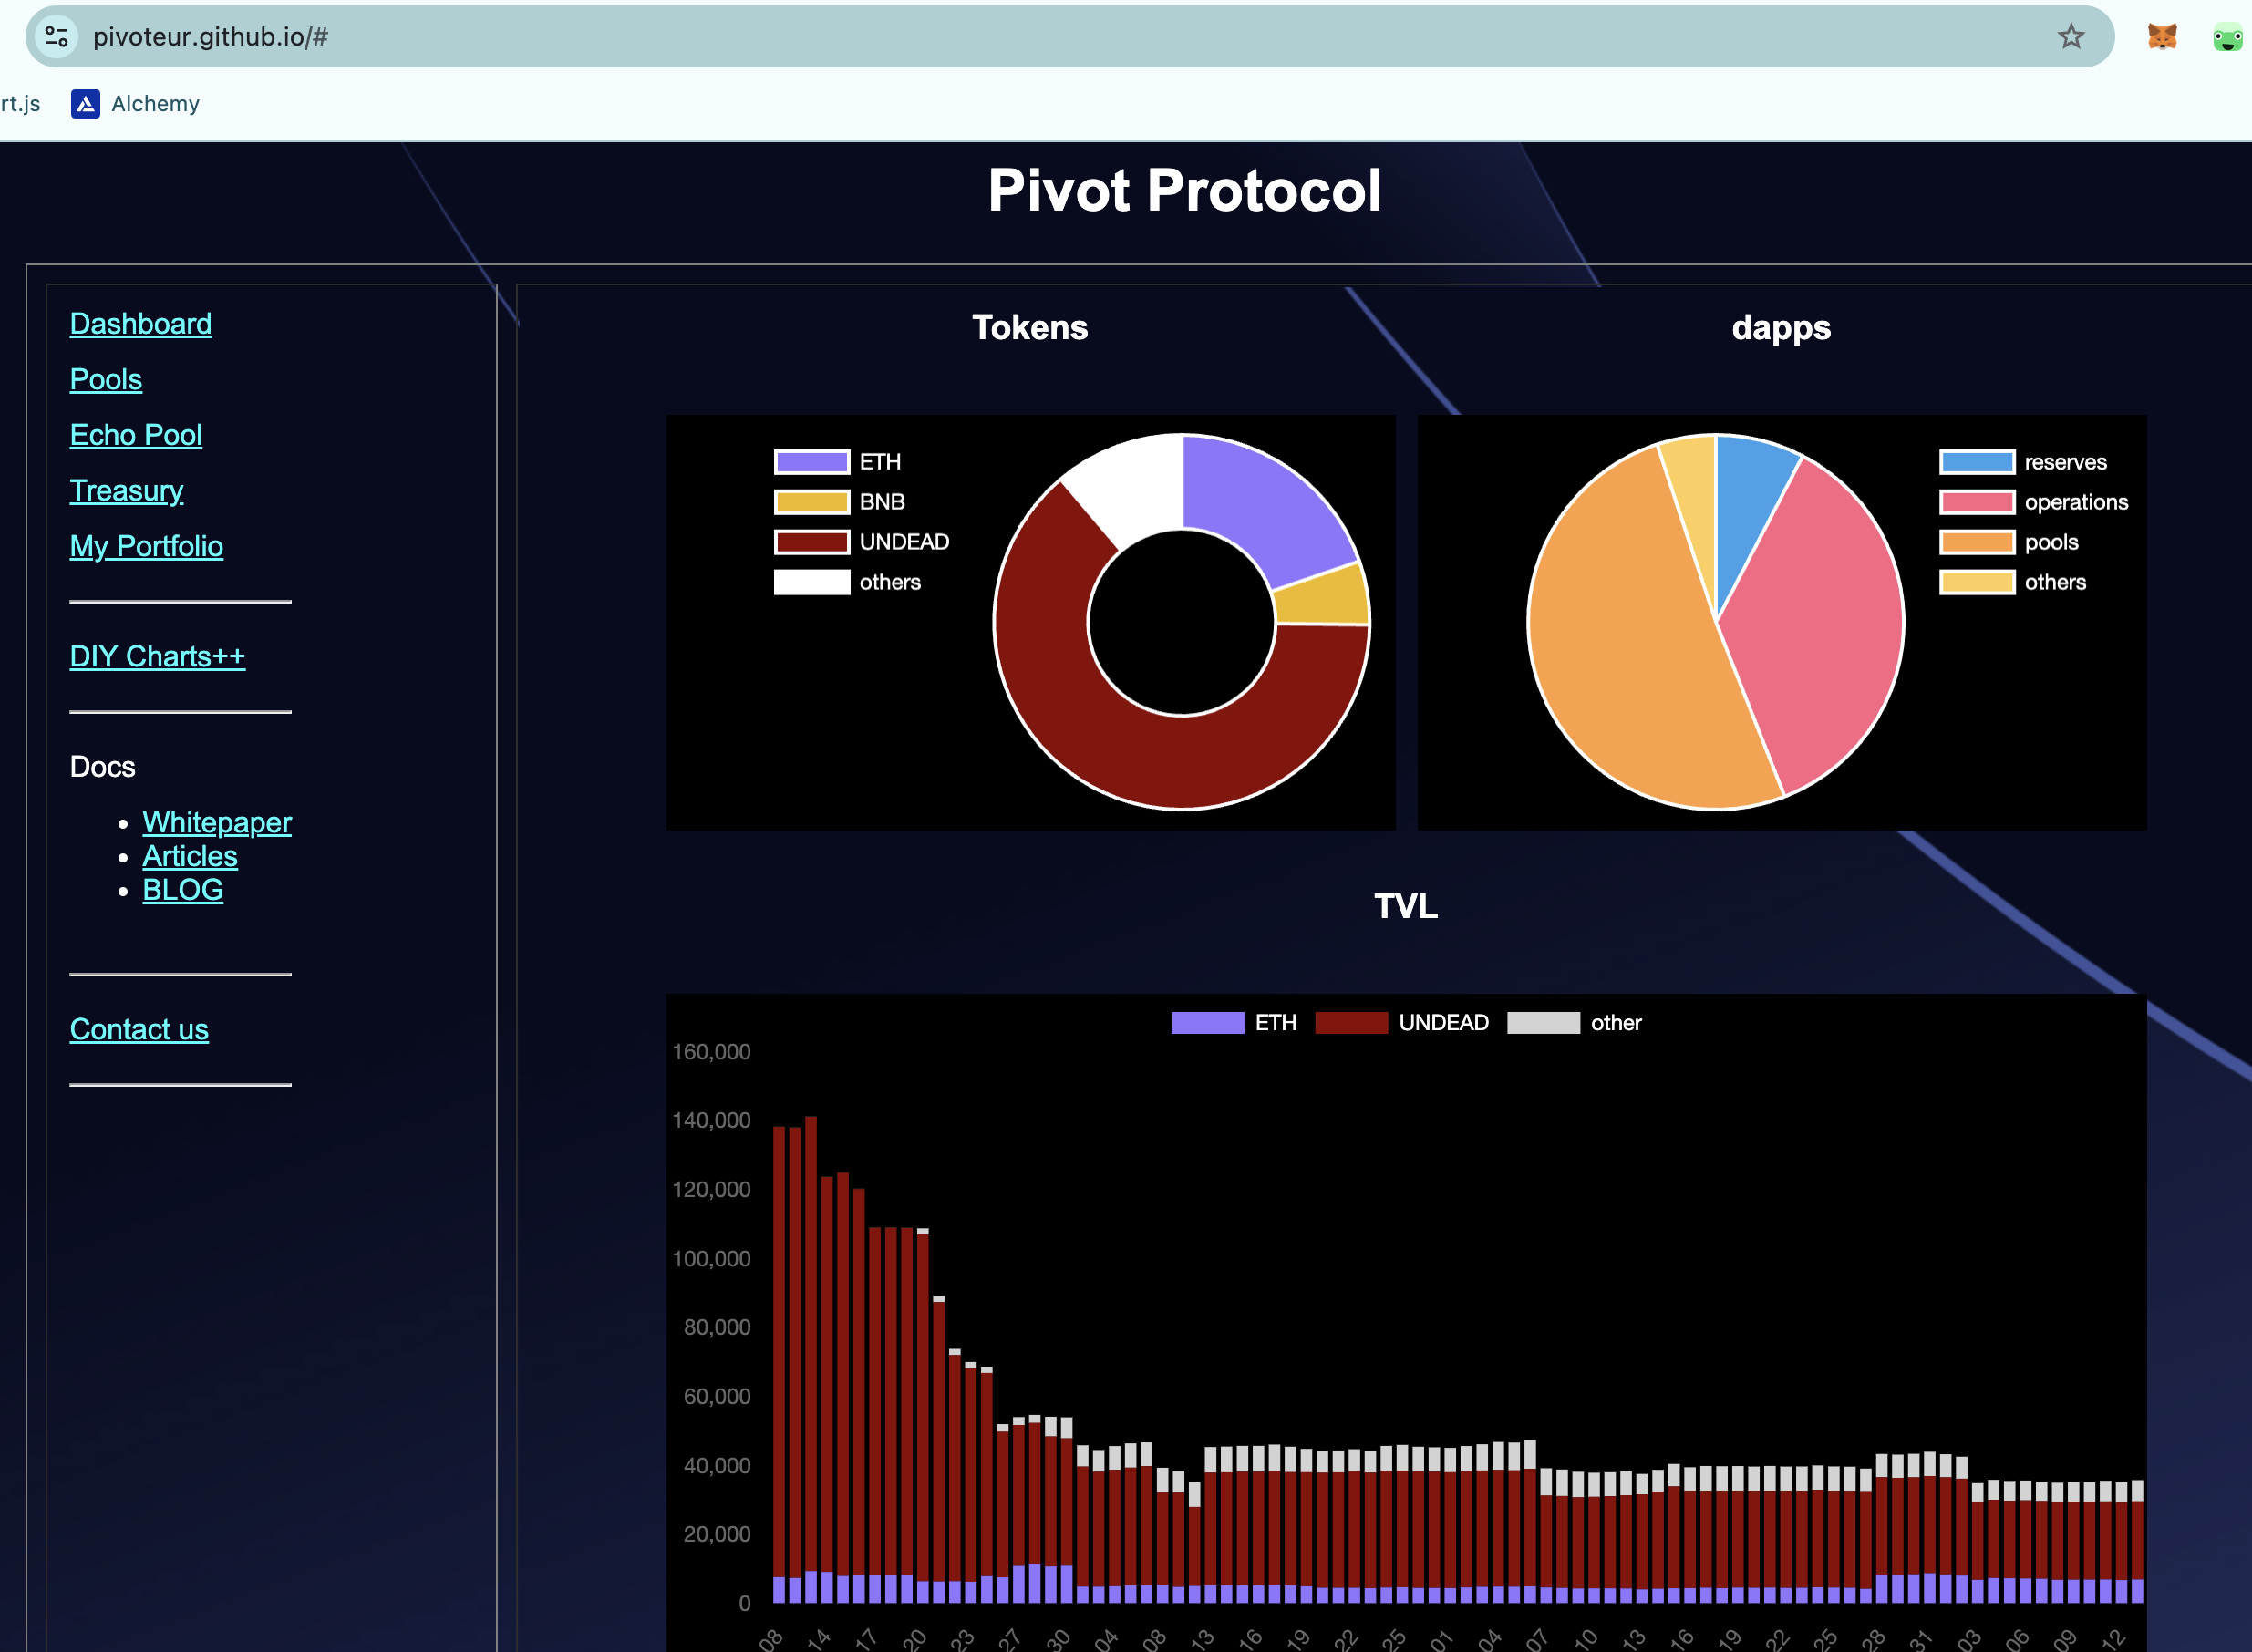 pivoteur.github.io/#
rt.js Alchemy
Pivot Protocol
Dashboard
Pools
Echo Pool
Treasury
My Portfolio
DIY Charts++
Docs
Whitepaper
Articles
BLOG
Contact us
Tokens
ETH
BNB
UNDEAD
others
dapps
reserves
operations
pools
others
TVL
ETH UNDEAD other
160,000
140,000
120,000
100,000
80,000
60,000
40,000
20,000
0
08 14 17 20 23 27 30 04 08 13 16 19 22 25 01 04 07 10 13 16 19 22 25 28 31 03 06 09 12